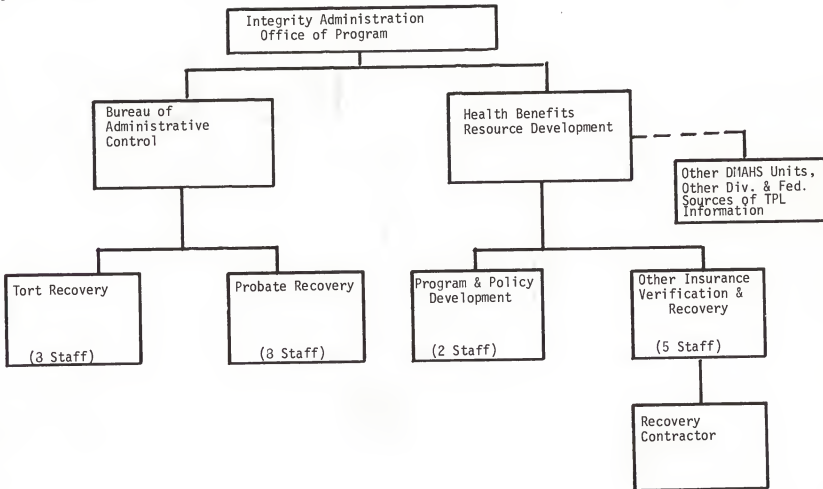 Integrity Administration
Office of Program
Bureau of
Administrative
Control
Health Benefits
Resource Development
Other DMAHS Units,
Other Div. & Fed.
Sources of TPL
Information
Tort Recovery
(3 Staff)
Probate Recovery
(8 Staff)
Program & Policy
Development
(2 Staff)
Other Insurance
Verification &
Recovery
(5 Staff)
Recovery
Contractor